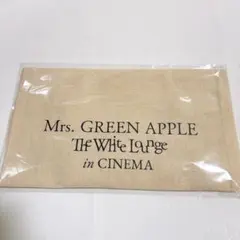 Mrs. GREEN APPLE
The White Lounge
in CINEMA